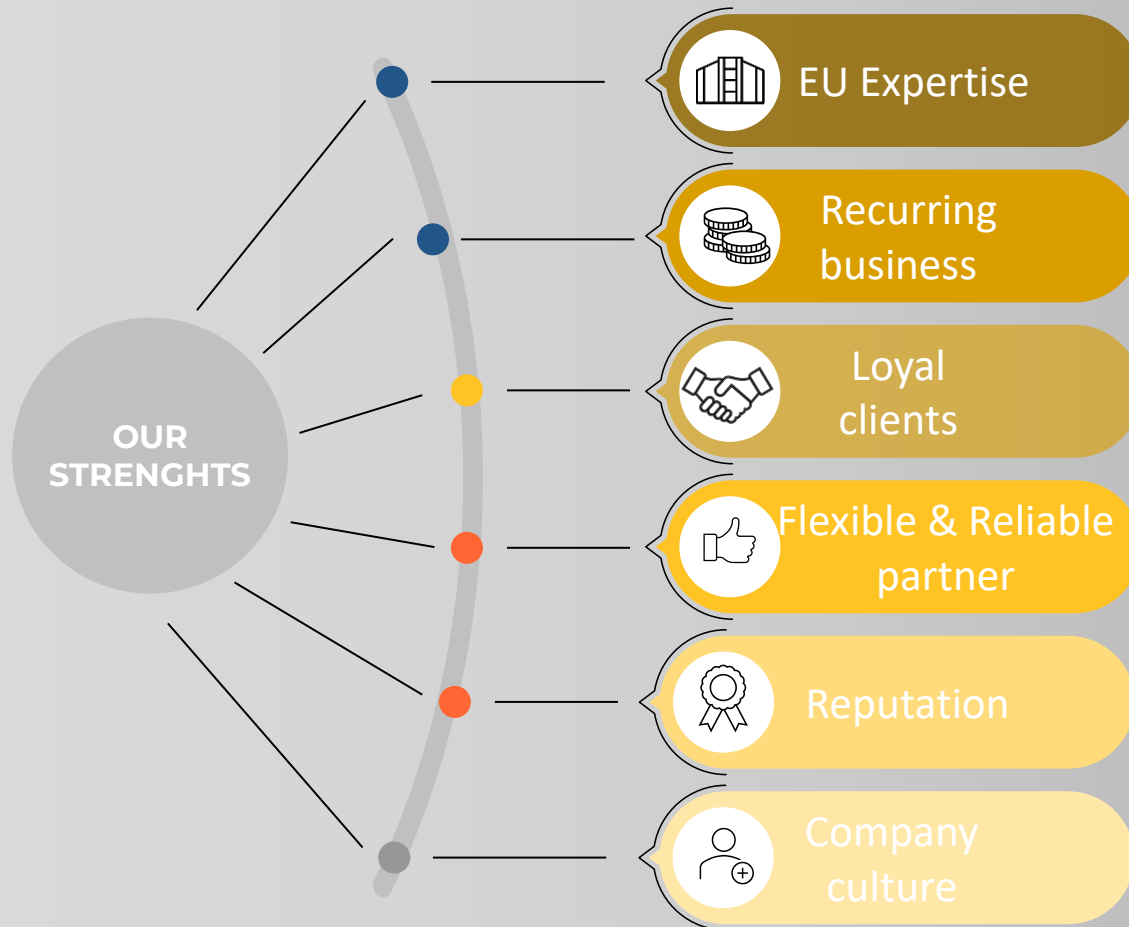 OUR
STRENGHTS
EU Expertise
Recurring
business
Loyal
clients
Flexible & Reliable
partner
Reputation
Company
culture